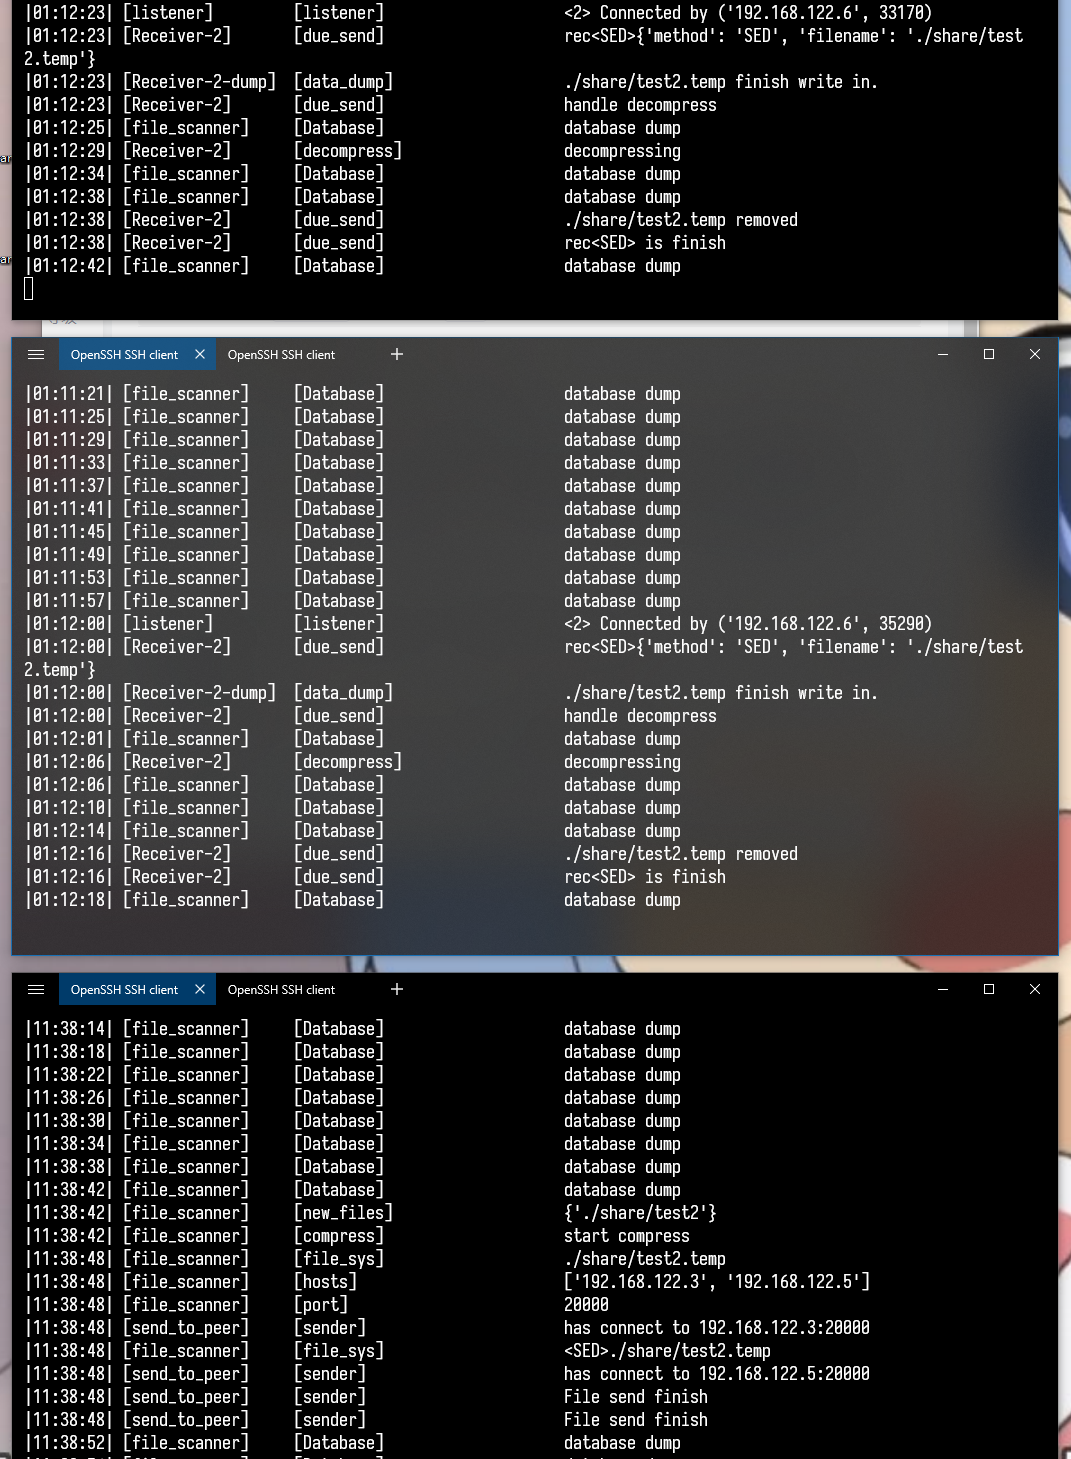 |01:12:23| [listener] [listener] <2> Connected by ('192.168.122.6', 33170)
|01:12:23| [Receiver-2] [due_send] rec<SED>{'method': 'SED', 'filename': './share/test
2.temp'}
|01:12:23| [Receiver-2-dump] [data_dump] ./share/test2.temp finish write in.
|01:12:23| [Receiver-2] [due_send] handle decompress
|01:12:25| [file_scanner] [Database] database dump
|01:12:29| [Receiver-2] [decompress] decompressing
|01:12:34| [file_scanner] [Database] database dump
|01:12:38| [file_scanner] [Database] database dump
|01:12:38| [Receiver-2] [due_send] ./share/test2.temp removed
|01:12:38| [Receiver-2] [due_send] rec<SED> is finish
|01:12:42| [file_scanner] [Database] database dump
OpenSSH SSH client OpenSSH SSH client
|01:11:21| [file_scanner] [Database] database dump
|01:11:25| [file_scanner] [Database] database dump
|01:11:29| [file_scanner] [Database] database dump
|01:11:33| [file_scanner] [Database] database dump
|01:11:37| [file_scanner] [Database] database dump
|01:11:41| [file_scanner] [Database] database dump
|01:11:45| [file_scanner] [Database] database dump
|01:11:49| [file_scanner] [Database] database dump
|01:11:53| [file_scanner] [Database] database dump
|01:11:57| [file_scanner] [Database] database dump
|01:12:00| [listener] [listener] <2> Connected by ('192.168.122.6', 35290)
|01:12:00| [Receiver-2] [due_send] rec<SED>{'method': 'SED', 'filename': './share/test
2.temp'}
|01:12:00| [Receiver-2-dump] [data_dump] ./share/test2.temp finish write in.
|01:12:00| [Receiver-2] [due_send] handle decompress
|01:12:01| [file_scanner] [Database] database dump
|01:12:06| [Receiver-2] [decompress] decompressing
|01:12:06| [file_scanner] [Database] database dump
|01:12:10| [file_scanner] [Database] database dump
|01:12:14| [file_scanner] [Database] database dump
|01:12:16| [Receiver-2] [due_send] ./share/test2.temp removed
|01:12:16| [Receiver-2] [due_send] rec<SED> is finish
|01:12:18| [file_scanner] [Database] database dump
OpenSSH SSH client OpenSSH SSH client
|11:38:14| [file_scanner] [Database] database dump
|11:38:18| [file_scanner] [Database] database dump
|11:38:22| [file_scanner] [Database] database dump
|11:38:26| [file_scanner] [Database] database dump
|11:38:30| [file_scanner] [Database] database dump
|11:38:34| [file_scanner] [Database] database dump
|11:38:38| [file_scanner] [Database] database dump
|11:38:42| [file_scanner] [Database] database dump
|11:38:42| [file_scanner] [new_files] {'./share/test2'}
|11:38:42| [file_scanner] [compress] start compress
|11:38:48| [file_scanner] [file_sys] ./share/test2.temp
|11:38:48| [file_scanner] [hosts] ['192.168.122.3', '192.168.122.5']
|11:38:48| [file_scanner] [port] 20000
|11:38:48| [send_to_peer] [sender] has connect to 192.168.122.3:20000
|11:38:48| [file_scanner] [file_sys] <SED>./share/test2.temp
|11:38:48| [send_to_peer] [sender] has connect to 192.168.122.5:20000
|11:38:48| [send_to_peer] [sender] File send finish
|11:38:48| [send_to_peer] [sender] File send finish
|11:38:52| [file_scanner] [Database] database dump